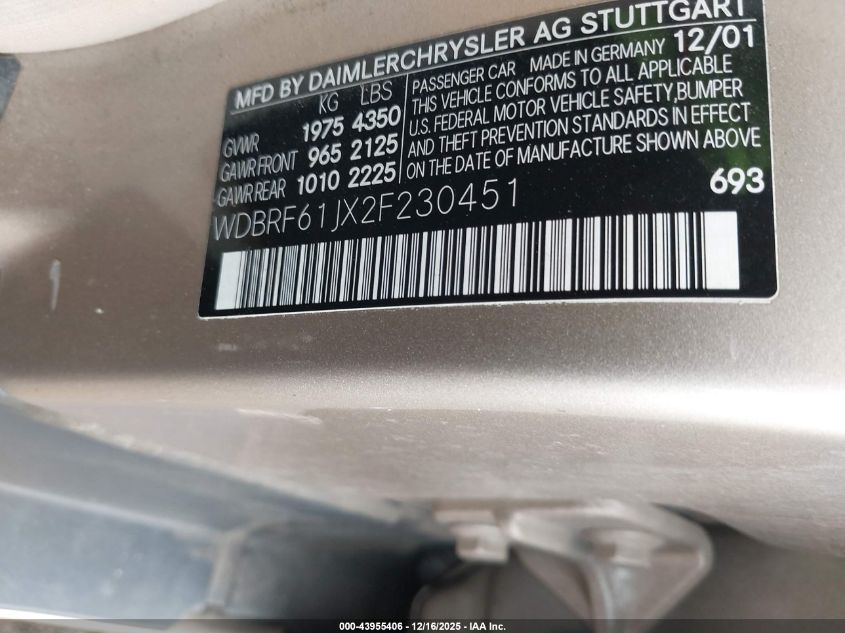 MFD BY DAIMLERCHRYSLER AG STUTTGART
KG LBS
GVWR 1975 4350
GAWR FRONT 965 2125
GAWR REAR 1010 2225
PASSENGER CAR MADE IN GERMANY 12/01
THIS VEHICLE CONFORMS TO ALL APPLICABLE
U.S. FEDERAL MOTOR VEHICLE SAFETY,BUMPER
AND THEFT PREVENTION STANDARDS IN EFFECT
ON THE DATE OF MANUFACTURE SHOWN ABOVE
693
WDBRF61JX2F230451
000-43955406 - 12/16/2025 - IAA Inc.